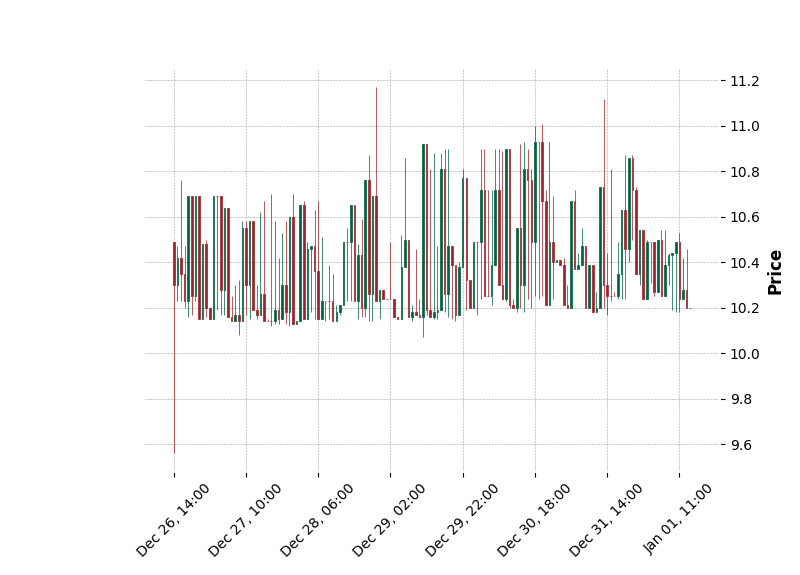 11.2
11.0
10.8
10.6
10.4
10.2
10.0
9.8
9.6
Price
Dec 26, 14:00
Dec 27, 10:00
Dec 28, 06:00
Dec 29, 02:00
Dec 29, 22:00
Dec 30, 18:00
Dec 31, 14:00
Jan 01, 11:00